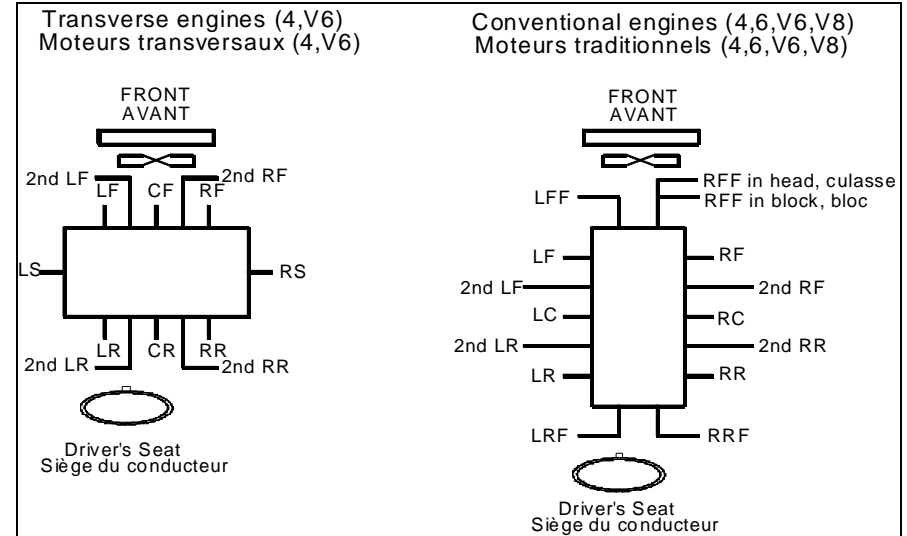 Transverse engines (4,V6)
Moteurs transversaux (4,V6)
FRONT
AVANT
2nd LF
LF
CF
RF
2nd RF
LS
RS
2nd LR
LR
CR
RR
2nd RR
Driver's Seat
Siège du conducteur
Conventional engines (4,6,V6,V8)
Moteurs traditionnels (4,6,V6,V8)
FRONT
AVANT
LFF
RFF in head, culasse
RFF in block, bloc
LF
RF
2nd LF
2nd RF
LC
RC
2nd LR
2nd RR
LR
RR
LRF
RRF
Driver's Seat
Siège du conducteur